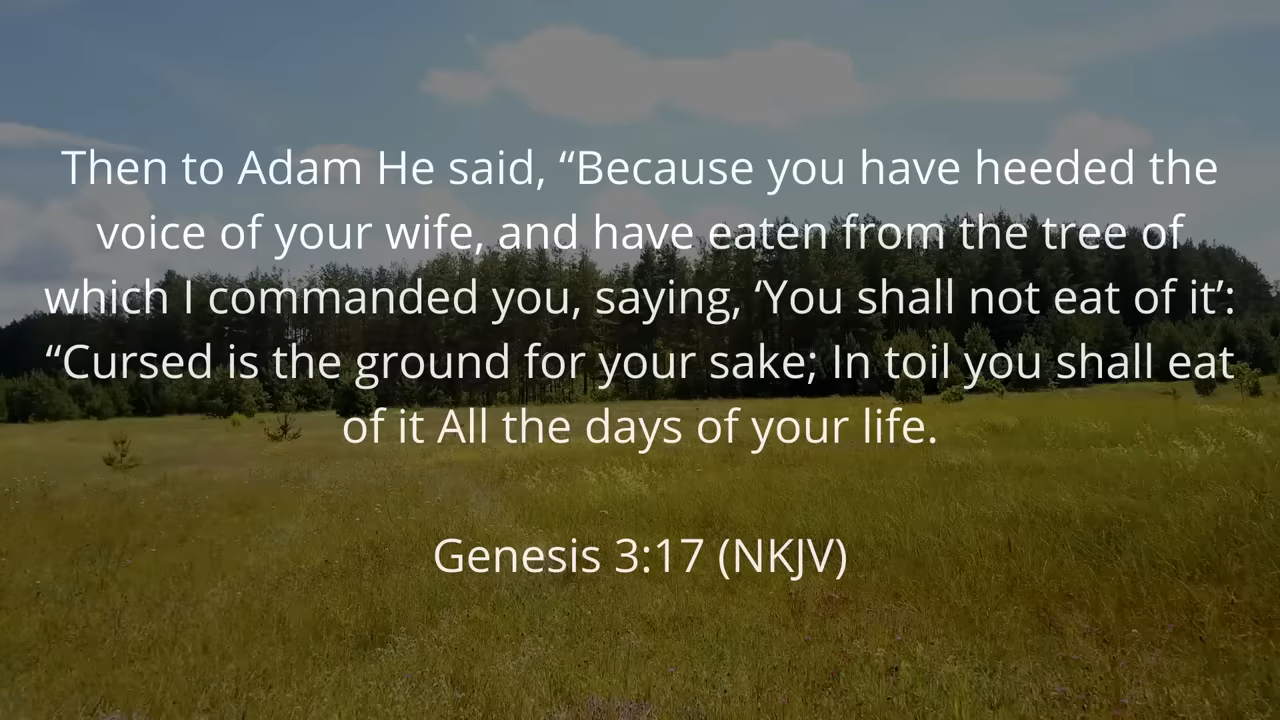 Then to Adam He said, “Because you have heeded the
voice of your wife, and have eaten from the tree of
which I commanded you, saying, ‘You shall not eat of it’:
“Cursed is the ground for your sake; In toil you shall eat
of it All the days of your life.
Genesis 3:17 (NKJV)